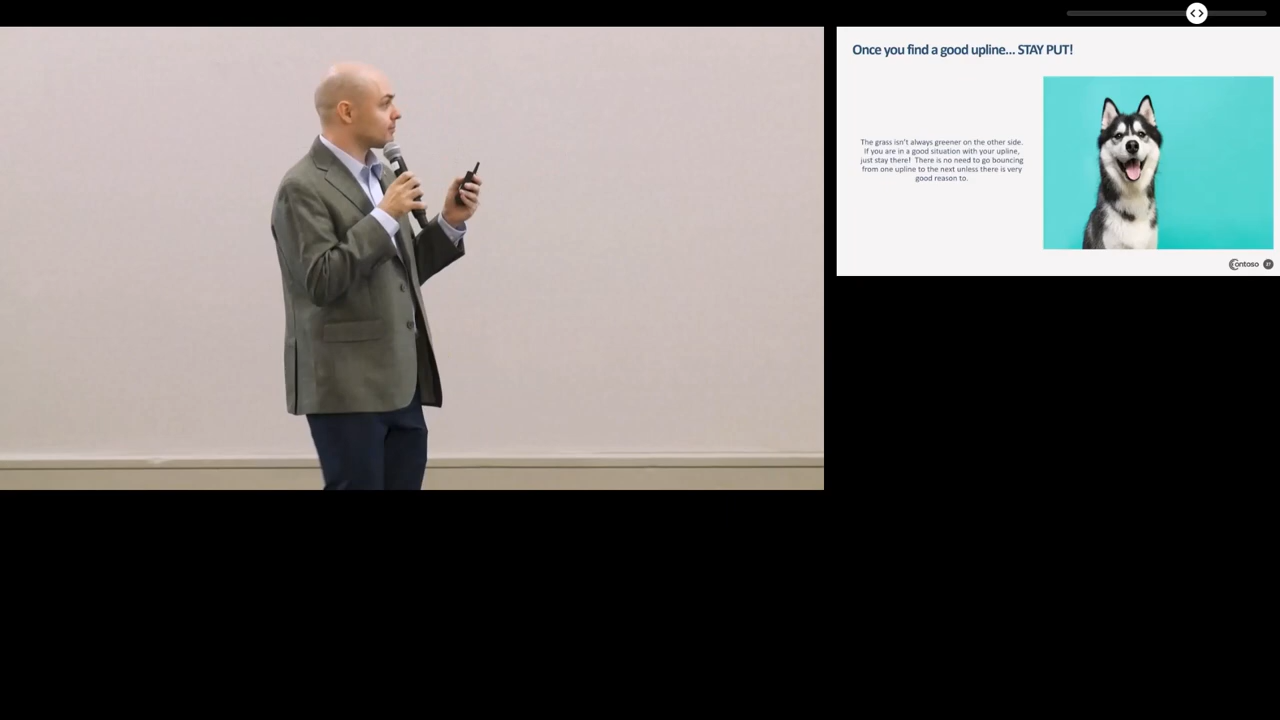 Once you find a good upline... STAY PUT!
The grass isn't always greener on the other side.
If you are in a good situation with your upline,
just stay there!  There is no need to go bouncing
from one upline to the next unless there is very
good reason to.
Contoso